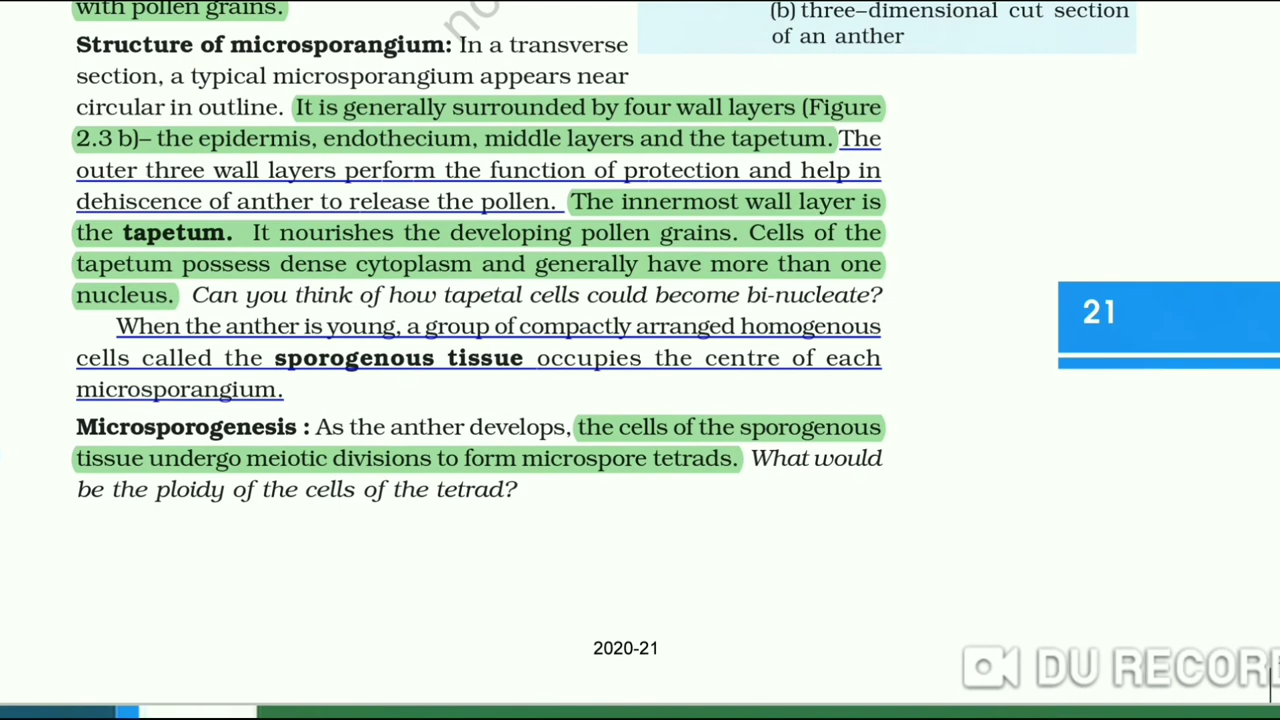 with pollen grains.
(b) three–dimensional cut section
of an anther
Structure of microsporangium: In a transverse
section, a typical microsporangium appears near
circular in outline. It is generally surrounded by four wall layers (Figure
2.3 b)– the epidermis, endothecium, middle layers and the tapetum. The
outer three wall layers perform the function of protection and help in
dehiscence of anther to release the pollen. The innermost wall layer is
the tapetum. It nourishes the developing pollen grains. Cells of the
tapetum possess dense cytoplasm and generally have more than one
nucleus. Can you think of how tapetal cells could become bi-nucleate?
When the anther is young, a group of compactly arranged homogenous
cells called the sporogenous tissue occupies the centre of each
microsporangium.
Microsporogenesis : As the anther develops, the cells of the sporogenous
tissue undergo meiotic divisions to form microspore tetrads. What would
be the ploidy of the cells of the tetrad?
21
2020-21
DU RECORE